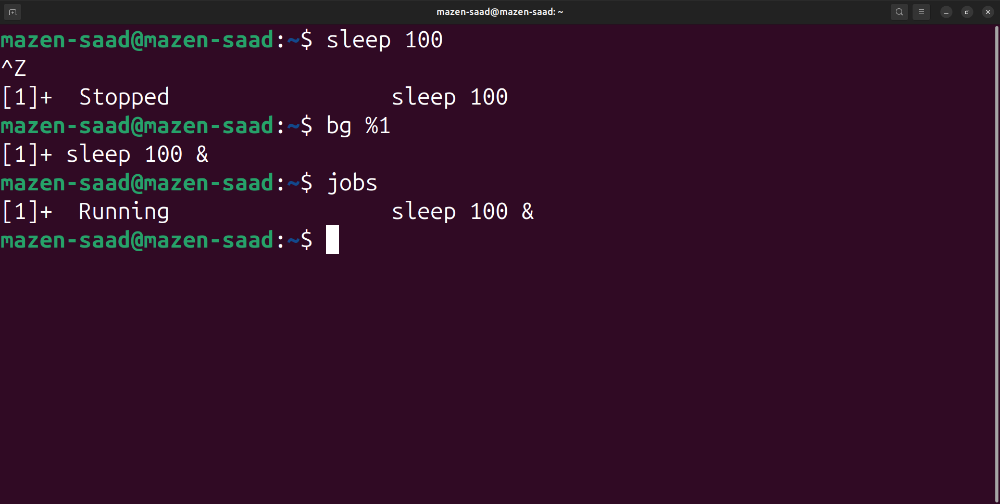 mazen-saad@mazen-saad: ~
mazen-saad@mazen-saad:~$ sleep 100
^Z
[1]+  Stopped                 sleep 100
mazen-saad@mazen-saad:~$ bg %1
[1]+ sleep 100 &
mazen-saad@mazen-saad:~$ jobs
[1]+  Running                 sleep 100 &
mazen-saad@mazen-saad:~$